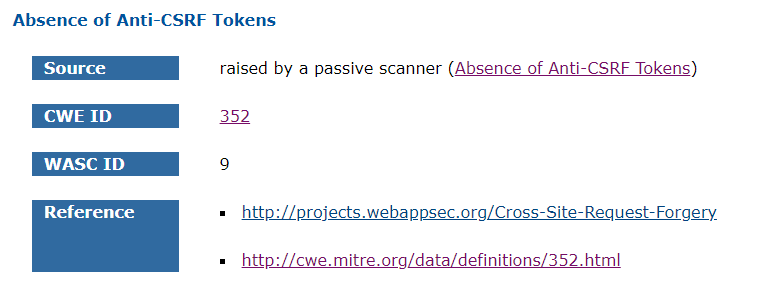 Absence of Anti-CSRF Tokens
Source raised by a passive scanner (Absence of Anti-CSRF Tokens)
CWE ID 352
WASC ID 9
Reference http://projects.webappsec.org/Cross-Site-Request-Forgery
http://cwe.mitre.org/data/definitions/352.html